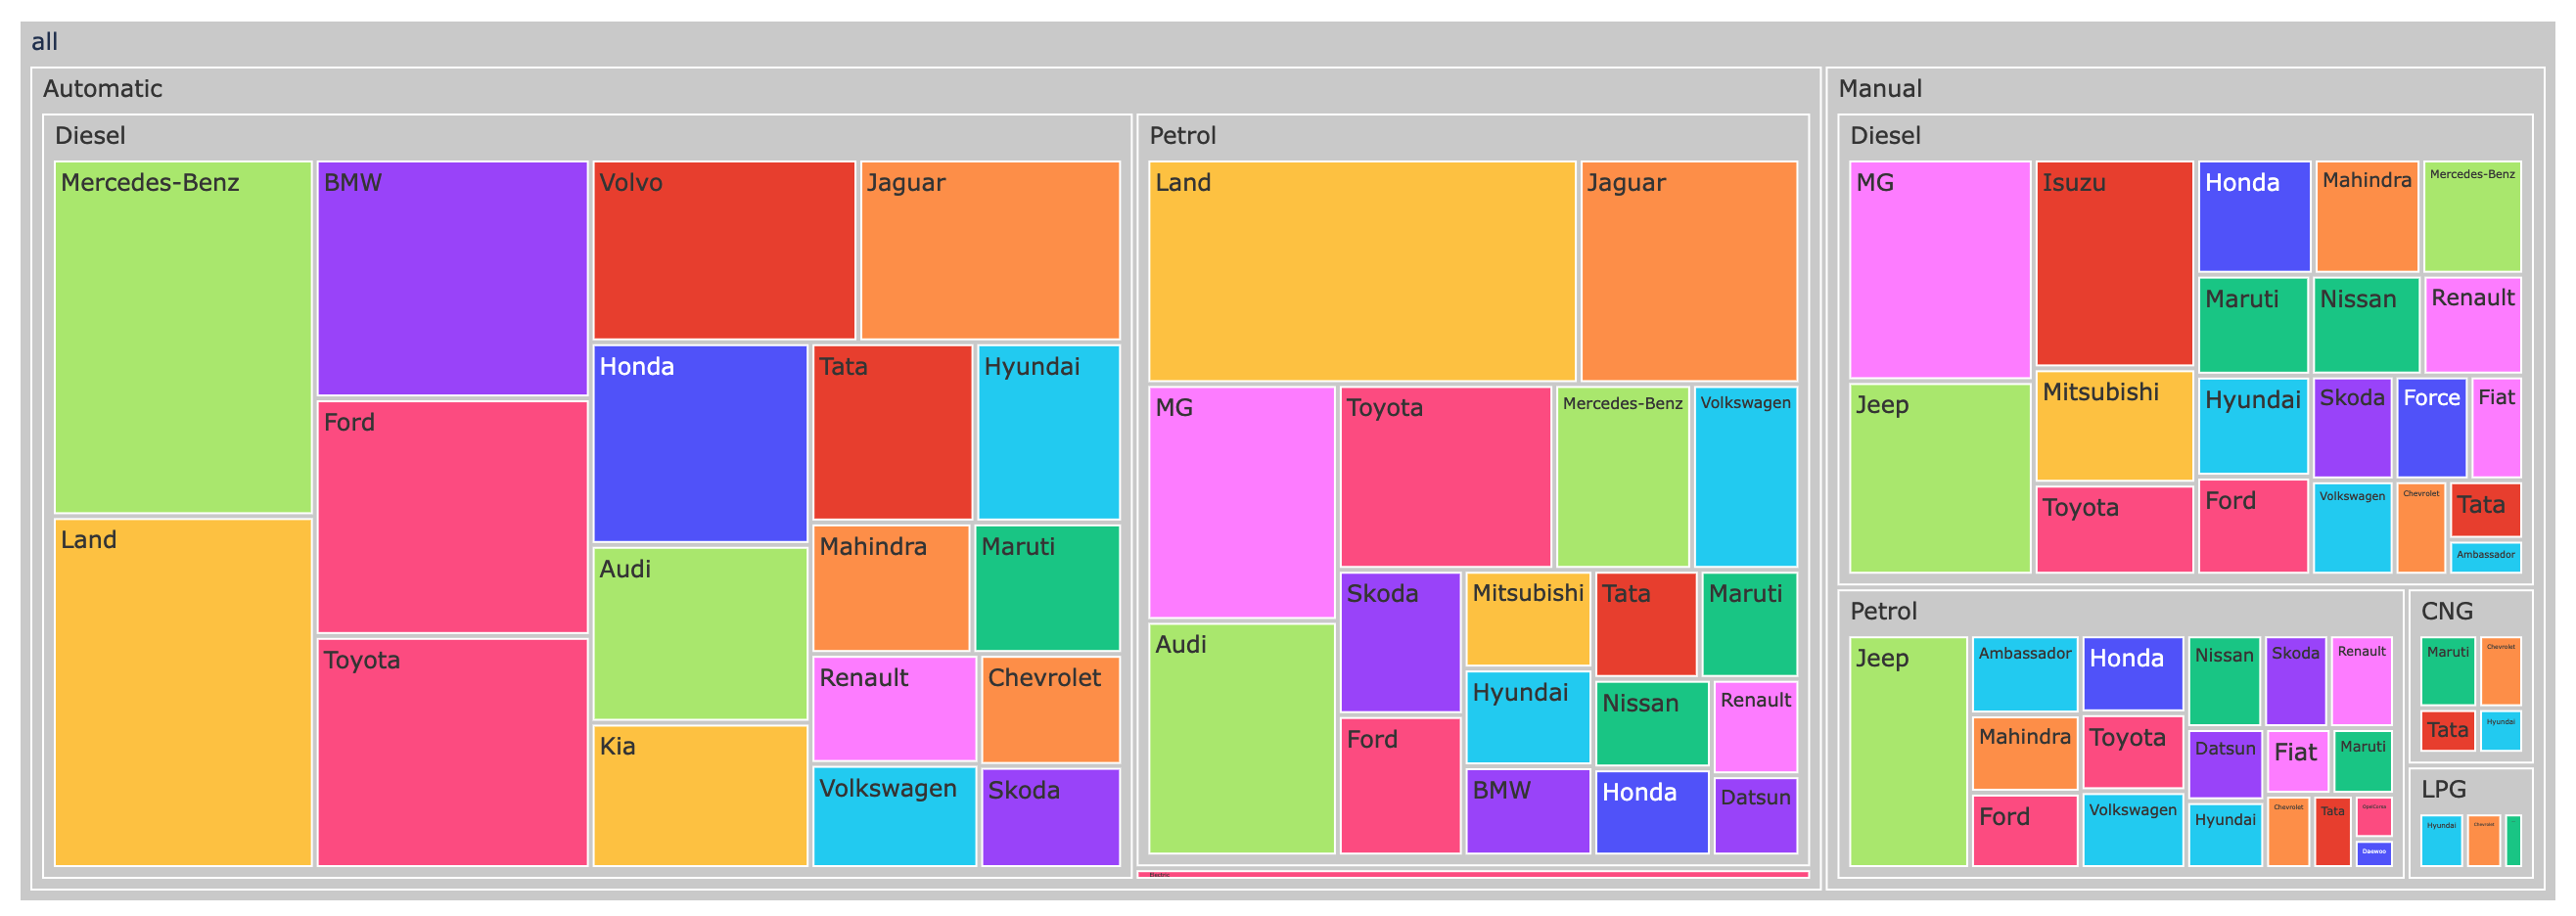 all
Automatic
Diesel
Mercedes-Benz
BMW
Volvo
Jaguar
Land
Ford
Toyota
Honda
Tata
Hyundai
Audi
Mahindra
Maruti
Kia
Renault
Chevrolet
Volkswagen
Skoda
Petrol
Land
Jaguar
MG
Toyota
Mercedes-Benz
Volkswagen
Audi
Skoda
Mitsubishi
Tata
Maruti
Ford
Hyundai
Nissan
Renault
BMW
Honda
Datsun
Electric
Manual
Diesel
MG
Isuzu
Honda
Mahindra
Mercedes-Benz
Maruti
Nissan
Renault
Jeep
Mitsubishi
Hyundai
Skoda
Force
Fiat
Toyota
Ford
Volkswagen
Chevrolet
Tata
Ambassador
Petrol
Jeep
Ambassador
Honda
Nissan
Skoda
Renault
Mahindra
Toyota
Datsun
Fiat
Maruti
Ford
Volkswagen
Hyundai
Chevrolet
Tata
Daewoo
CNG
Maruti
Chevrolet
Tata
Hyundai
LPG
Hyundai
Chevrolet